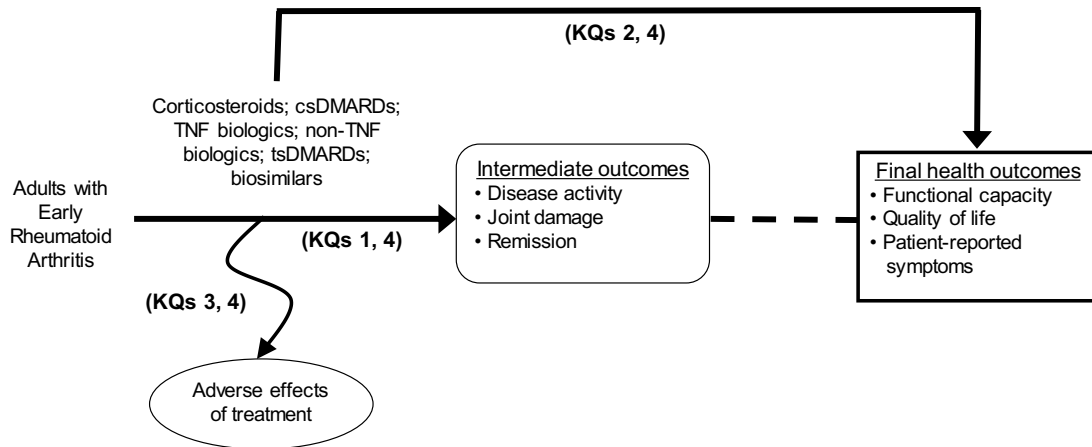 (KQs 2, 4)
Corticosteroids; csDMARDs;
TNF biologics; non-TNF
biologics; tsDMARDs;
biosimilars
Adults with
Early
Rheumatoid
Arthritis
(KQs 1, 4)
Intermediate outcomes
• Disease activity
• Joint damage
• Remission
Final health outcomes
• Functional capacity
• Quality of life
• Patient-reported
symptoms
(KQs 3, 4)
Adverse effects
of treatment